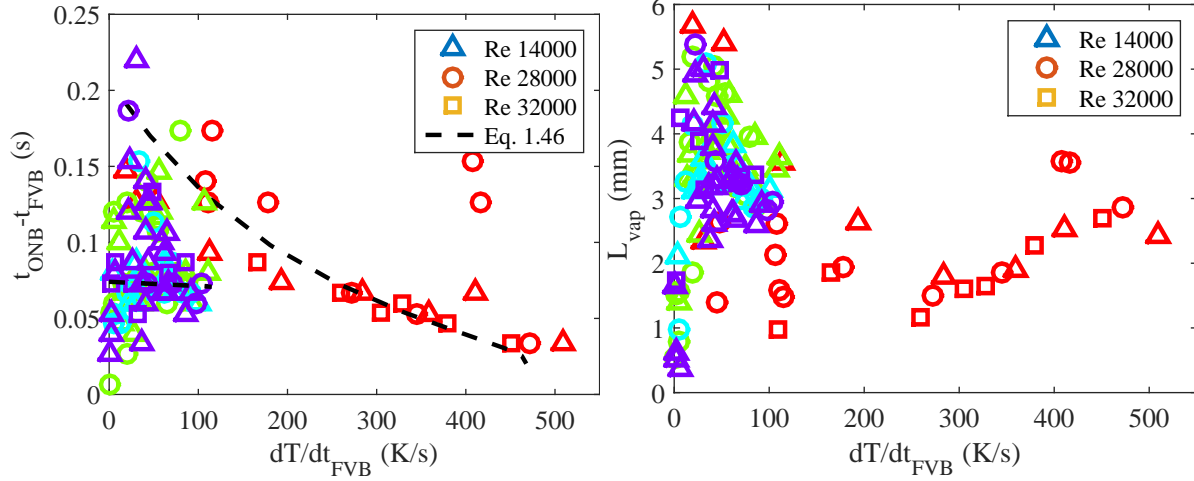 0.25
0.2
0.15
0.1
0.05
0
t_ONB-t_FVB (s)
Re 14000
Re 28000
Re 32000
Eq. 1.46
0 100 200 300 400 500
dT/dt_FVB (K/s)
6
5
4
3
2
1
0
L_vap (mm)
Re 14000
Re 28000
Re 32000
0 100 200 300 400 500
dT/dt_FVB (K/s)